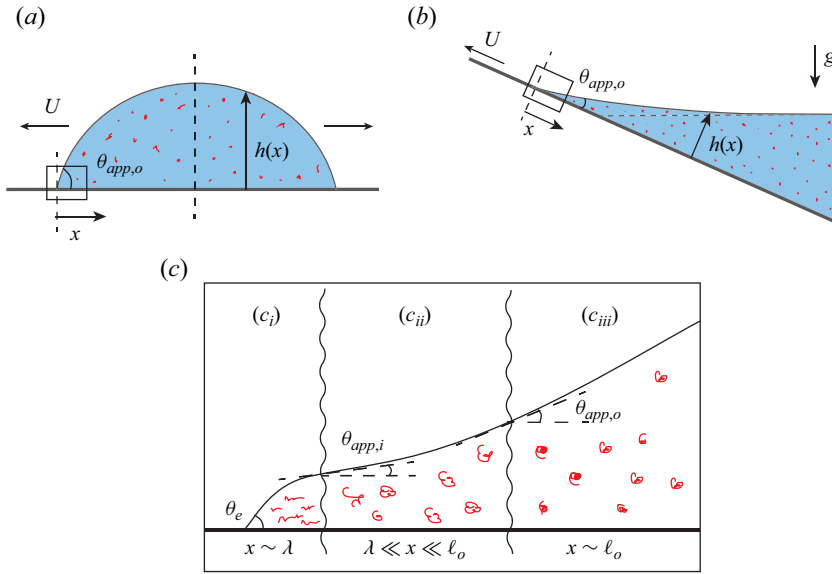 (a)
U
θapp,o
h(x)
x
(b)
U
θapp,o
g
x
h(x)
(c)
(ci)
(cii)
(ciii)
θapp,i
θapp,o
θe
x ~ λ
λ ≪ x ≪ ℓo
x ~ ℓo